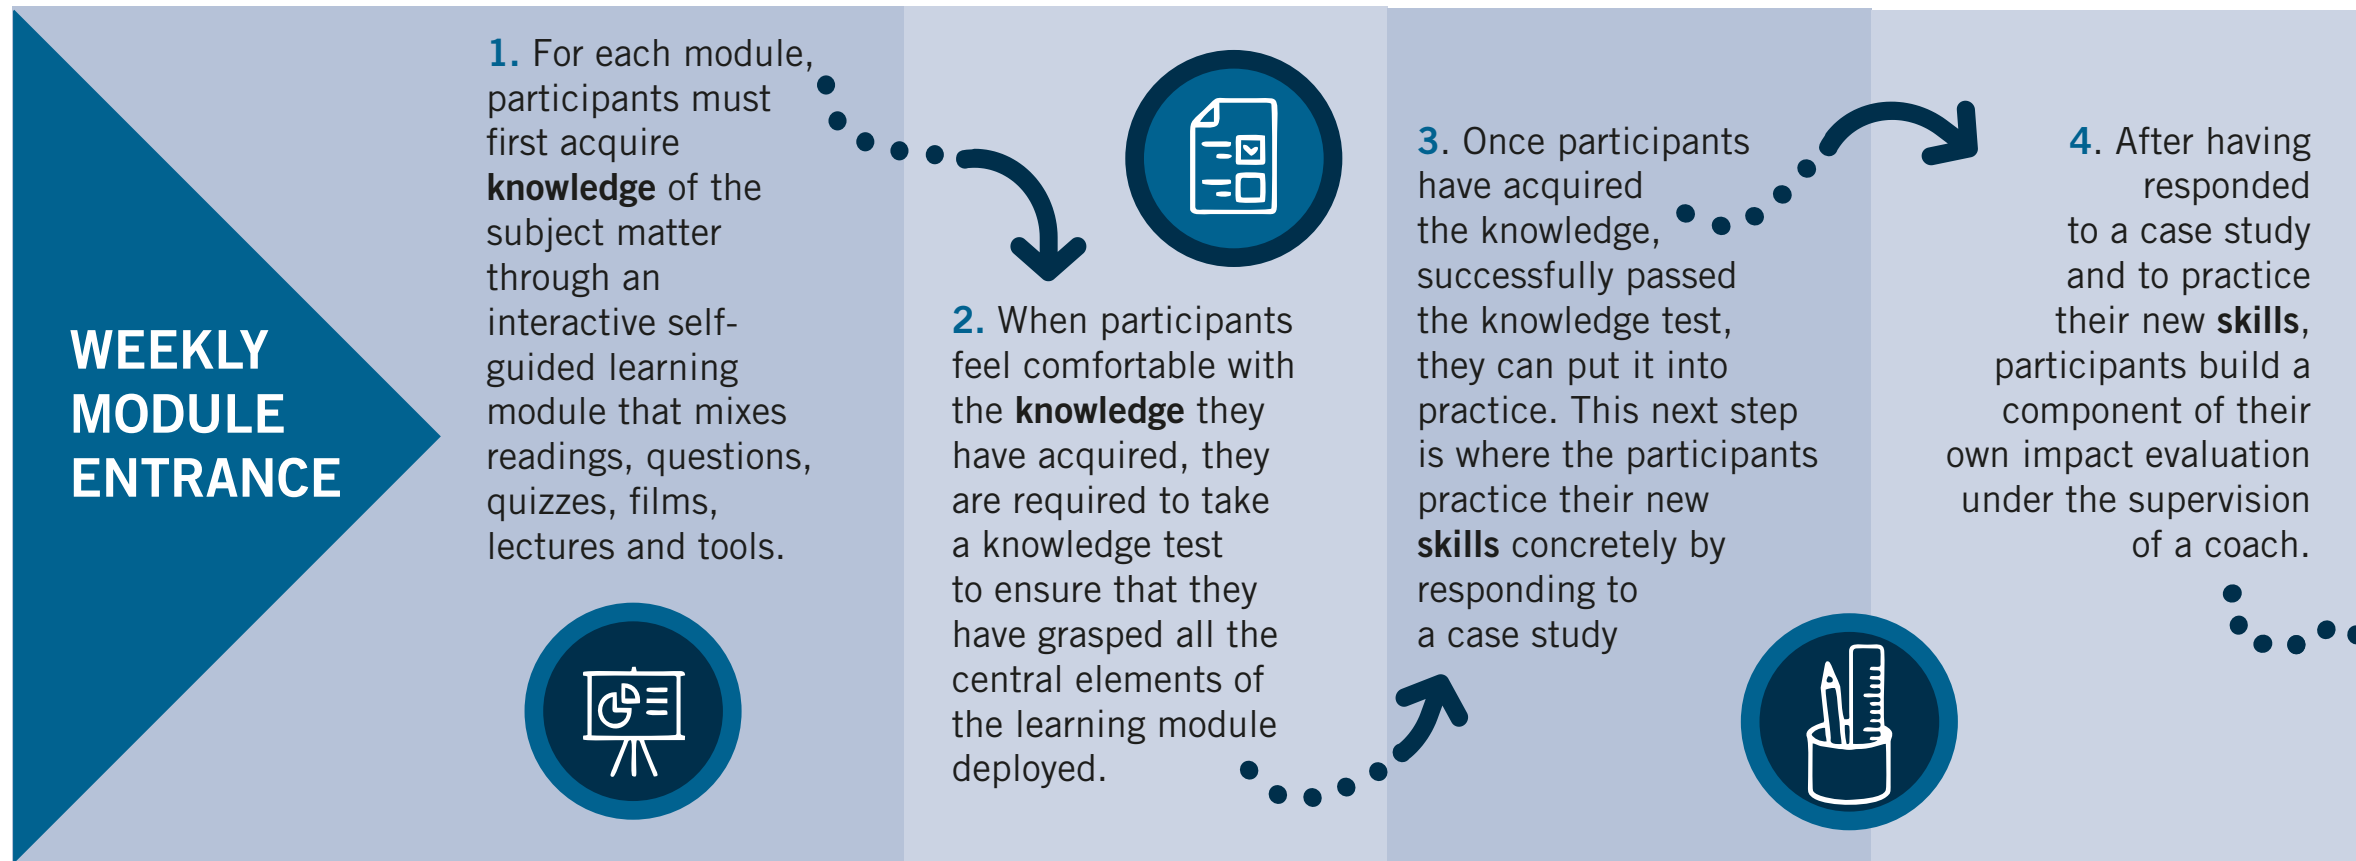 WEEKLY
MODULE
ENTRANCE
1. For each module,
participants must
first acquire
knowledge of the
subject matter
through an
interactive self-
guided learning
module that mixes
readings, questions,
quizzes, films,
lectures and tools.
2. When participants
feel comfortable with
the knowledge they
have acquired, they
are required to take
a knowledge test
to ensure that they
have grasped all the
central elements of
the learning module
deployed.
3. Once participants
have acquired
the knowledge,
successfully passed
the knowledge test,
they can put it into
practice. This next step
is where the participants
practice their new
skills concretely by
responding to
a case study
4. After having
responded
to a case study
and to practice
their new skills,
participants build a
component of their
own impact evaluation
under the supervision
of a coach.